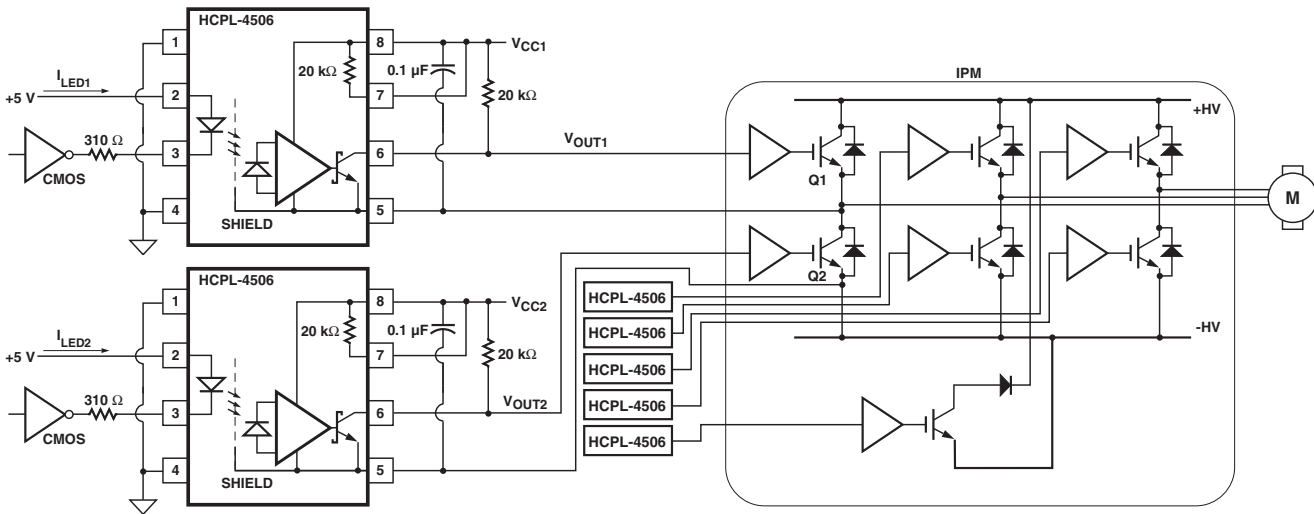 HCPL-4506
1
8
V_CC1
I_LED1
20 kΩ
0.1 µF
+5 V
2
7
20 kΩ
310 Ω
3
6
V_OUT1
CMOS
4
5
SHIELD
IPM
+HV
Q1
M
Q2
-HV
HCPL-4506
1
8
V_CC2
I_LED2
20 kΩ
0.1 µF
+5 V
2
7
20 kΩ
310 Ω
3
6
V_OUT2
CMOS
4
5
SHIELD
HCPL-4506
HCPL-4506
HCPL-4506
HCPL-4506
HCPL-4506